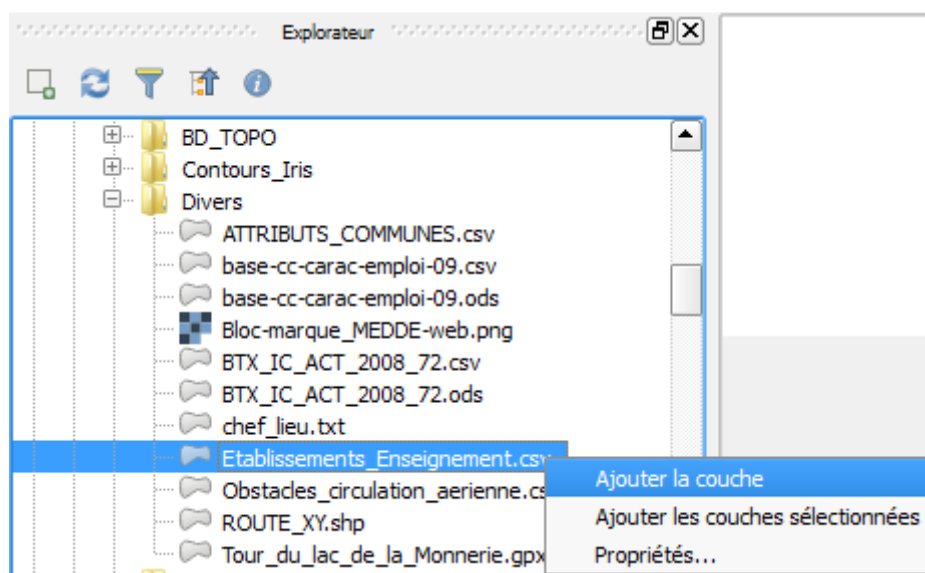 Explorateur
BD_TOPO
Contours_Iris
Divers
ATTRIBUTS_COMMUNES.csv
base-cc-carac-emploi-09.csv
base-cc-carac-emploi-09.ods
Bloc-marque_MEDDE-web.png
BTX_IC_ACT_2008_72.csv
BTX_IC_ACT_2008_72.ods
chef_lieu.txt
Etablissements_Enseignement.csv
Ajouter la couche
Obstacles_circulation_aerienne.cs
Ajouter les couches sélectionnées
ROUTE_XY.shp
Tour_du_lac_de_la_Monnerie.gpx
Propriétés...